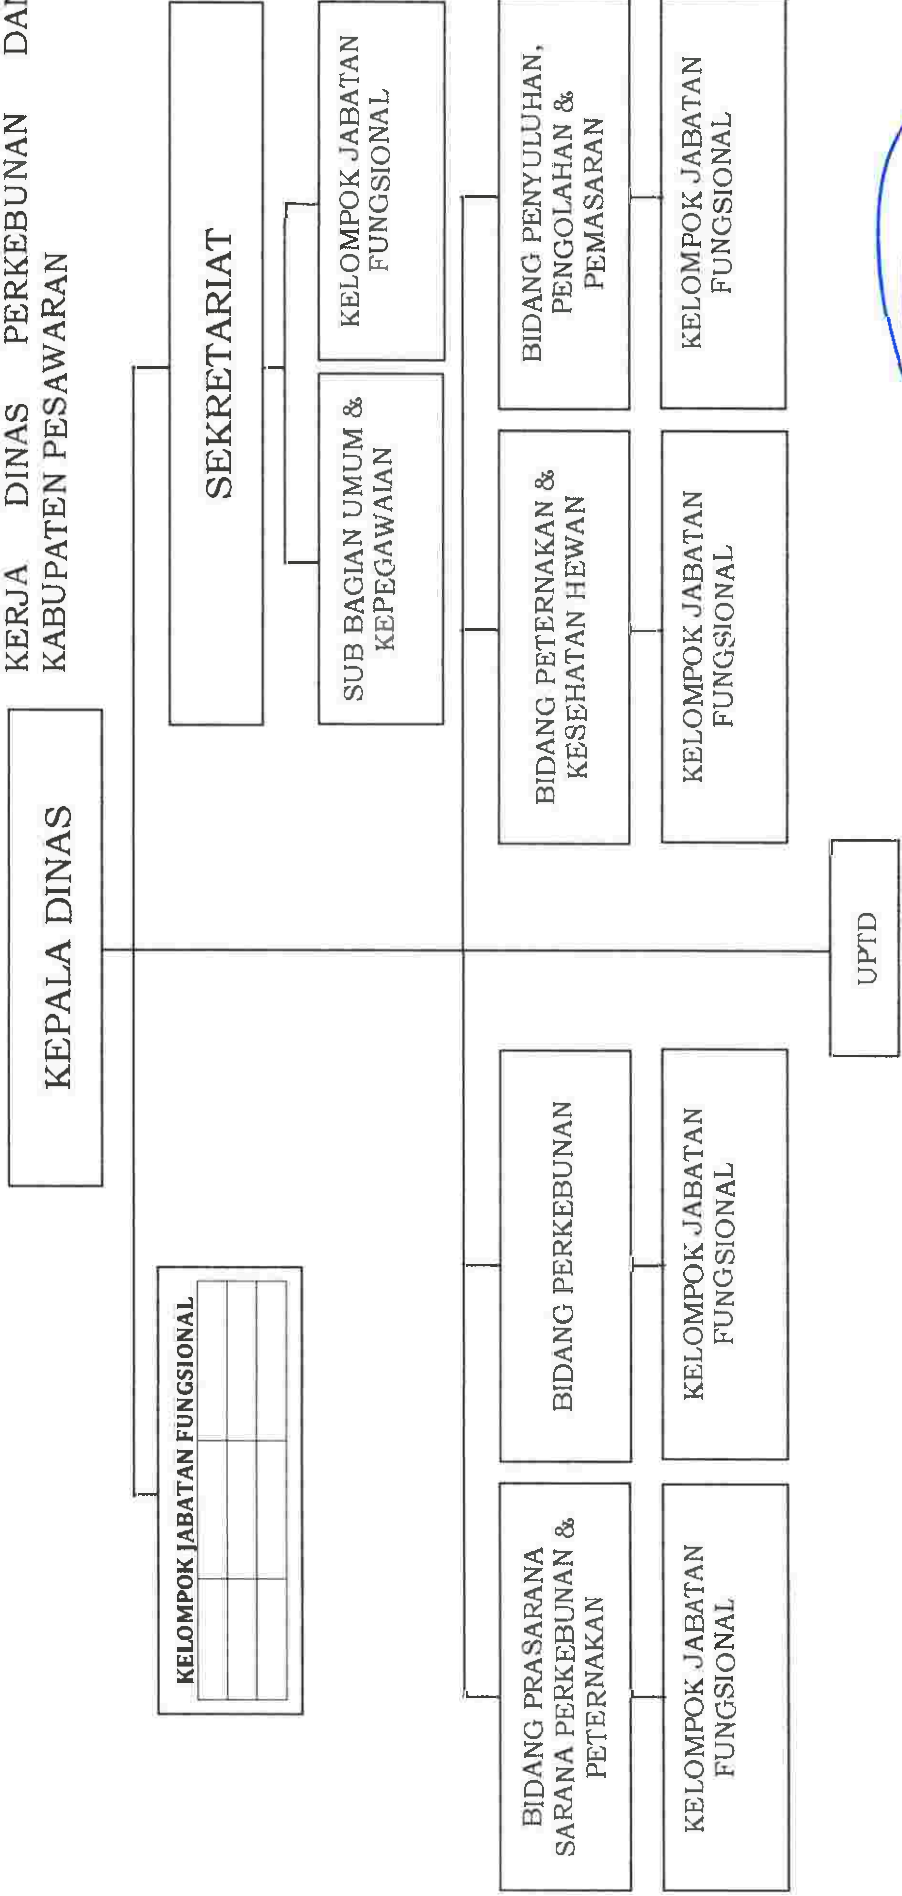 KERJA DINAS PERKEBUNAN
KABUPATEN PESAWARAN
KEPALA DINAS
KELOMPOK JABATAN FUNGSIONAL
SEKRETARIAT
SUB BAGIAN UMUM &
KEPEGAWAIAN
KELOMPOK JABATAN
FUNGSIONAL
BIDANG PRASARANA
SARANA PERKEBUNAN &
PETERNAKAN
BIDANG PERKEBUNAN
BIDANG PETERNAKAN &
KESEHATAN HEWAN
BIDANG PENYULUHAN,
PENGOLAHAN &
PEMASARAN
KELOMPOK JABATAN
FUNGSIONAL
KELOMPOK JABATAN
FUNGSIONAL
KELOMPOK JABATAN
FUNGSIONAL
KELOMPOK JABATAN
FUNGSIONAL
UPTD